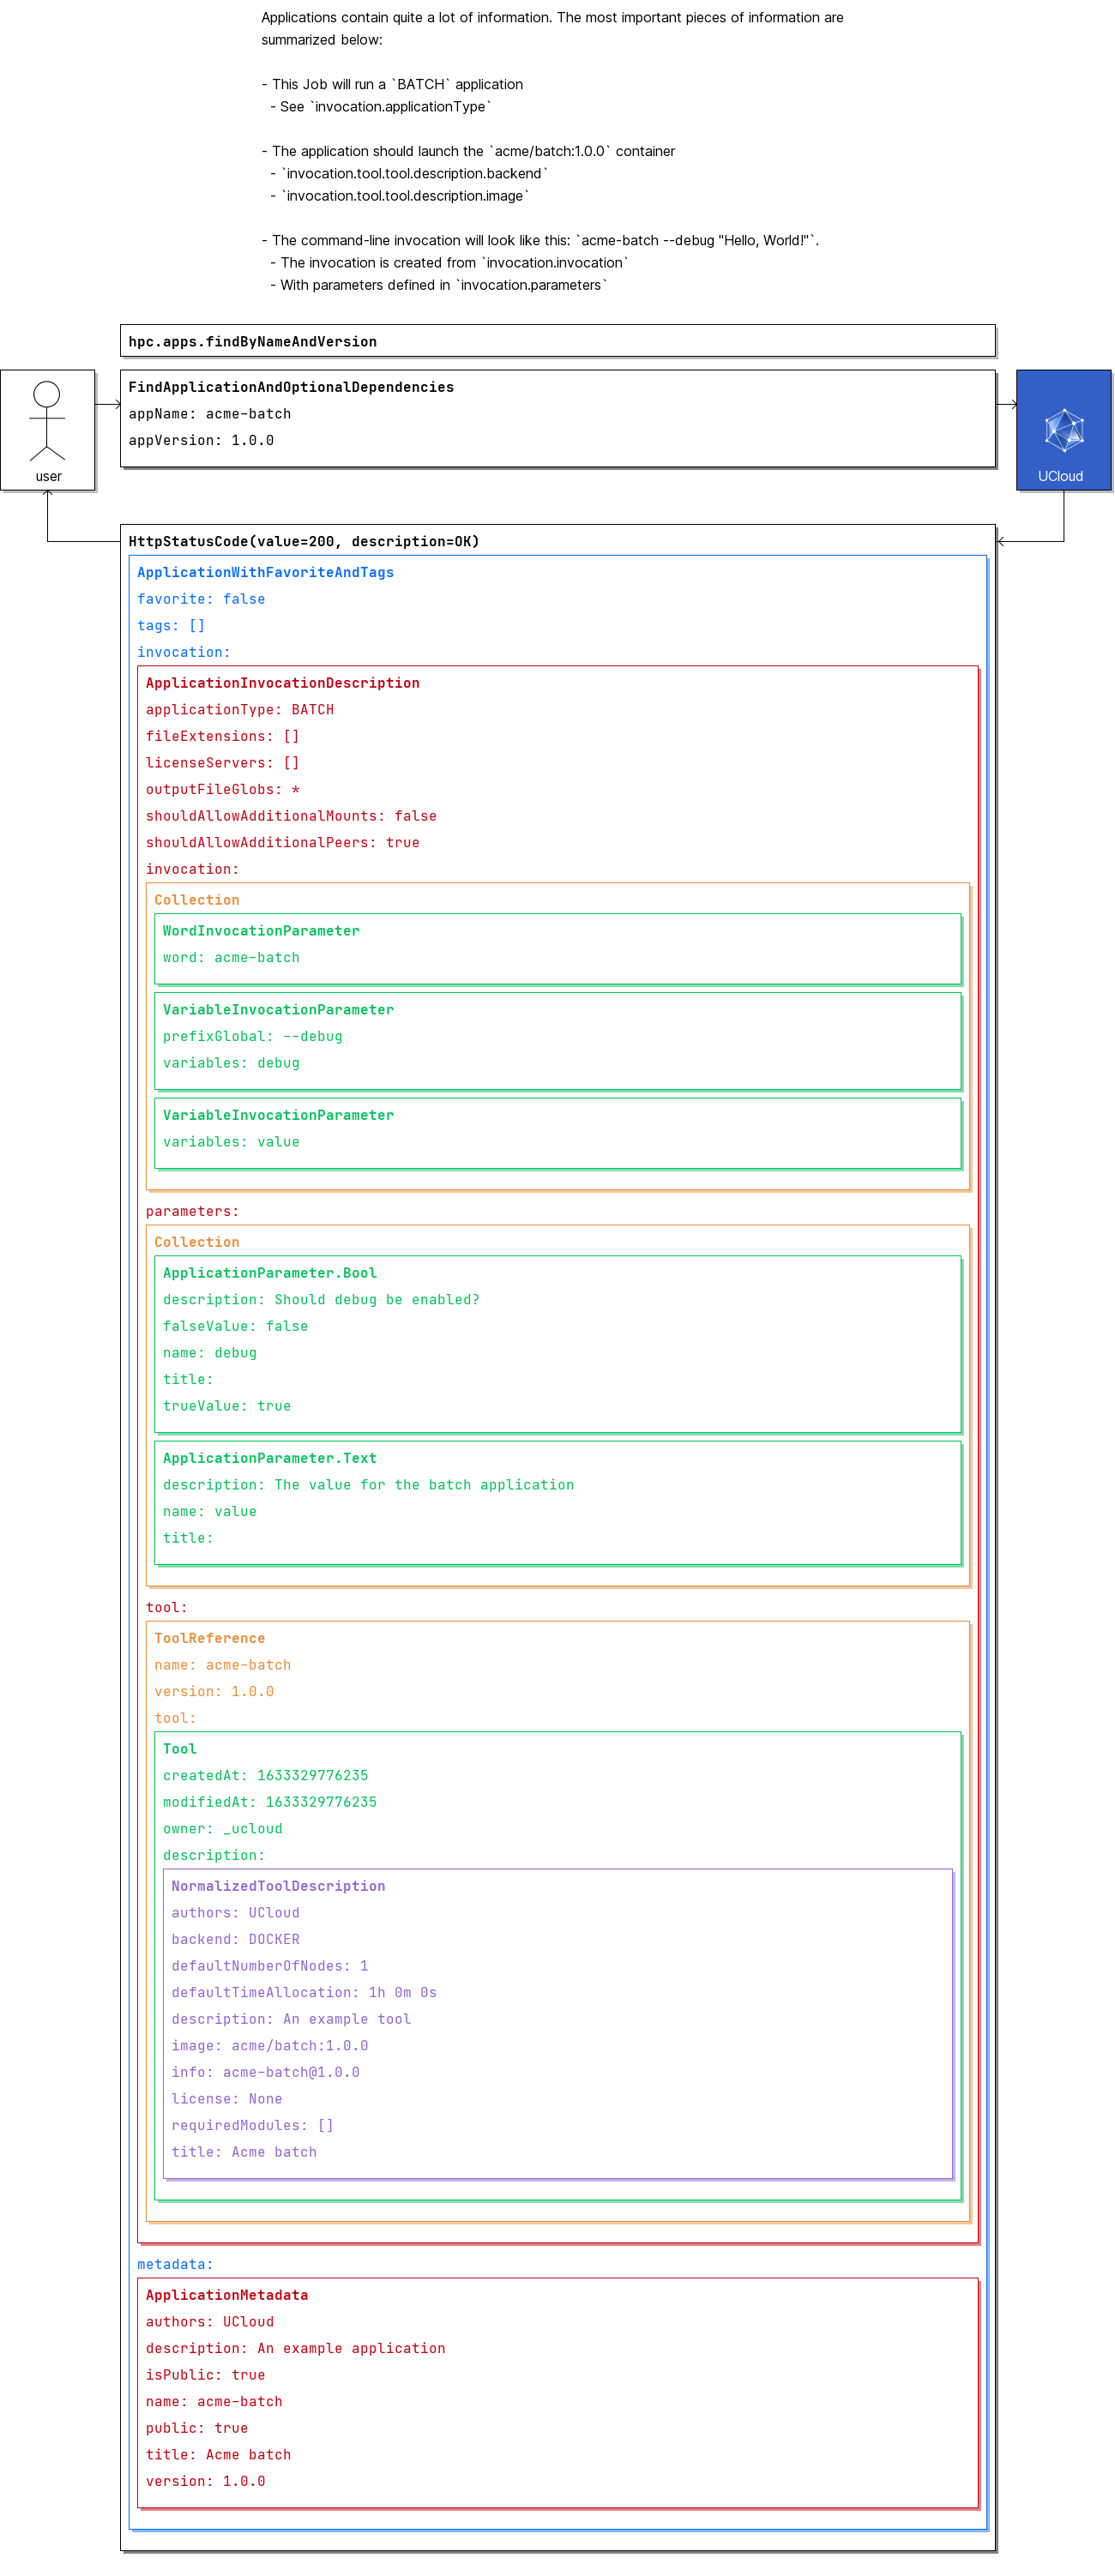 Applications contain quite a lot of information. The most important pieces of information are
summarized below:
- This Job will run a `BATCH` application
- See `invocation.applicationType`
- The application should launch the `acme/batch:1.0.0` container
- `invocation.tool.tool.description.backend`
- `invocation.tool.tool.description.image`
- The command-line invocation will look like this: `acme-batch --debug "Hello, World!"`.
- The invocation is created from `invocation.invocation`
- With parameters defined in `invocation.parameters`
hpc.apps.findByNameAndVersion
FindApplicationAndOptionalDependencies
appName: acme-batch
appVersion: 1.0.0
user
UCloud
HttpStatusCode(value=200, description=OK)
ApplicationWithFavoriteAndTags
favorite: false
tags: []
invocation:
ApplicationInvocationDescription
applicationType: BATCH
fileExtensions: []
licenseServers: []
outputFileGlobs: *
shouldAllowAdditionalMounts: false
shouldAllowAdditionalPeers: true
invocation:
Collection
WordInvocationParameter
word: acme-batch
VariableInvocationParameter
prefixGlobal: --debug
variables: debug
VariableInvocationParameter
variables: value
parameters:
Collection
ApplicationParameter.Bool
description: Should debug be enabled?
falseValue: false
name: debug
title:
trueValue: true
ApplicationParameter.Text
description: The value for the batch application
name: value
title:
tool:
ToolReference
name: acme-batch
version: 1.0.0
tool:
Tool
createdAt: 1633329776235
modifiedAt: 1633329776235
owner: _ucloud
description:
NormalizedToolDescription
authors: UCloud
backend: DOCKER
defaultNumberOfNodes: 1
defaultTimeAllocation: 1h 0m 0s
description: An example tool
image: acme/batch:1.0.0
info: acme-batch@1.0.0
license: None
requiredModules: []
title: Acme batch
metadata:
ApplicationMetadata
authors: UCloud
description: An example application
isPublic: true
name: acme-batch
public: true
title: Acme batch
version: 1.0.0